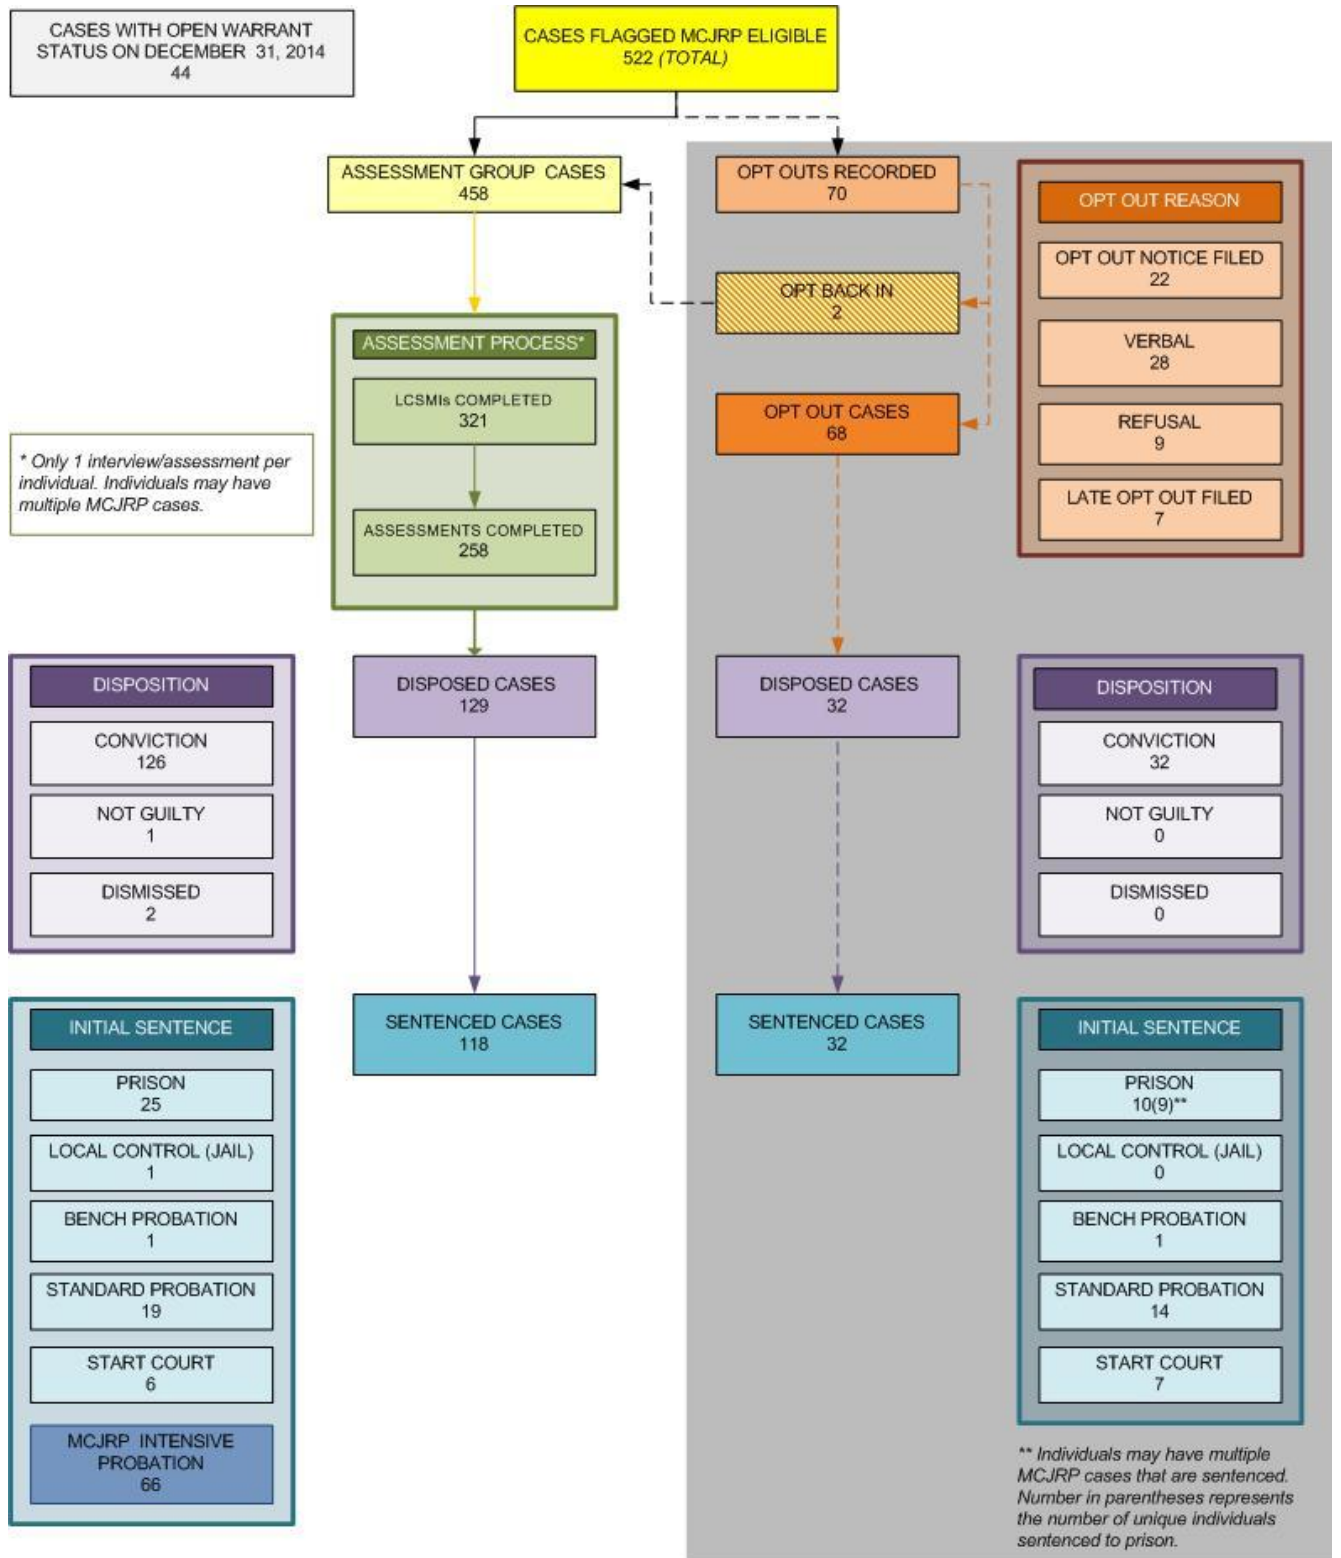 CASES WITH OPEN WARRANT
STATUS ON DECEMBER 31, 2014
44
CASES FLAGGED MCJRP ELIGIBLE
522 (TOTAL)
ASSESSMENT GROUP CASES
458
OPT OUTS RECORDED
70
OPT BACK IN
2
OPT OUT CASES
68
OPT OUT REASON
OPT OUT NOTICE FILED
22
VERBAL
28
REFUSAL
9
LATE OPT OUT FILED
7
ASSESSMENT PROCESS*
LCSMIs COMPLETED
321
ASSESSMENTS COMPLETED
258
* Only 1 interview/assessment per
individual. Individuals may have
multiple MCJRP cases.
DISPOSITION
CONVICTION
126
NOT GUILTY
1
DISMISSED
2
DISPOSED CASES
129
DISPOSED CASES
32
DISPOSITION
CONVICTION
32
NOT GUILTY
0
DISMISSED
0
INITIAL SENTENCE
PRISON
25
LOCAL CONTROL (JAIL)
1
BENCH PROBATION
1
STANDARD PROBATION
19
START COURT
6
MCJRP INTENSIVE
PROBATION
66
SENTENCED CASES
118
SENTENCED CASES
32
INITIAL SENTENCE
PRISON
10(9)**
LOCAL CONTROL (JAIL)
0
BENCH PROBATION
1
STANDARD PROBATION
14
START COURT
7
** Individuals may have multiple
MCJRP cases that are sentenced.
Number in parentheses represents
the number of unique individuals
sentenced to prison.